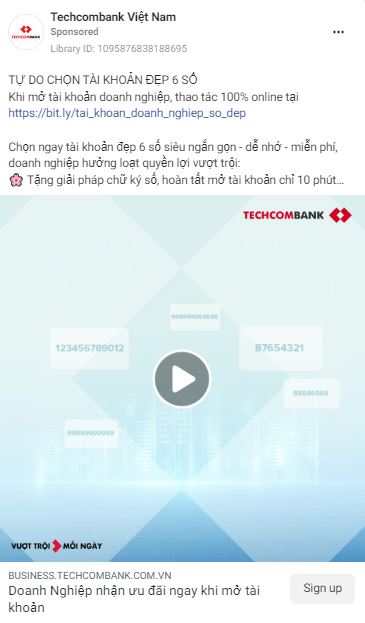 Techcombank Việt Nam
Sponsored
Library ID: 1095876838188695
TỰ DO CHỌN TÀI KHOẢN ĐẸP 6 SỐ
Khi mở tài khoản doanh nghiệp, thao tác 100% online tại
https://bit.ly/tai_khoan_doanh_nghiep_so_dep
Chọn ngay tài khoản đẹp 6 số siêu ngắn gọn - dễ nhớ - miễn phí,
doanh nghiệp hưởng loạt quyền lợi vượt trội:
🌸 Tặng giải pháp chữ ký số, hoàn tất mở tài khoản chỉ 10 phút...
TECHCOMBANK
999999888888
123456789012
87654321
88886666
99999999999
VƯỢT TRỘI MỖI NGÀY
BUSINESS.TECHCOMBANK.COM.VN
Doanh Nghiệp nhận ưu đãi ngay khi mở tài
khoản
Sign up